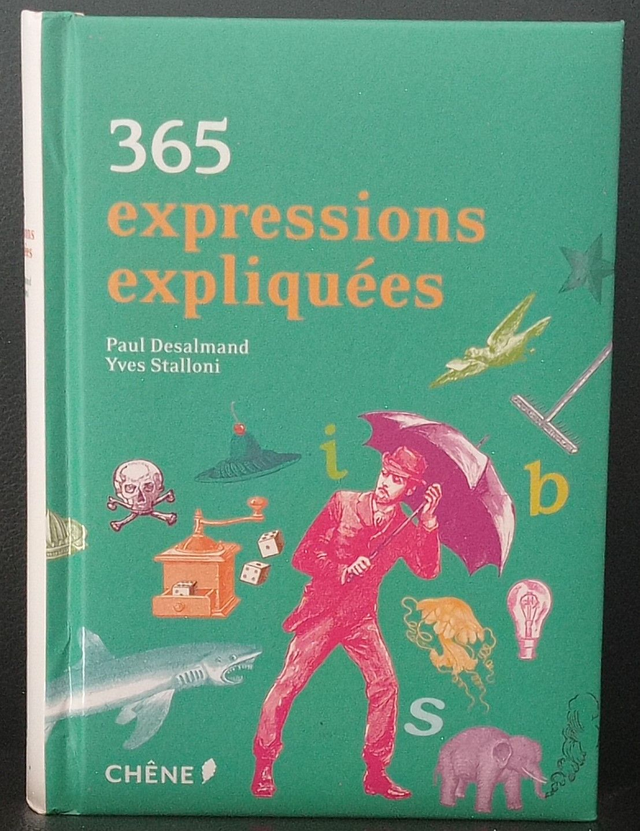 365
expressions
expliquées
Paul Desalmand
Yves Stalloni
i
b
s
CHÊNE